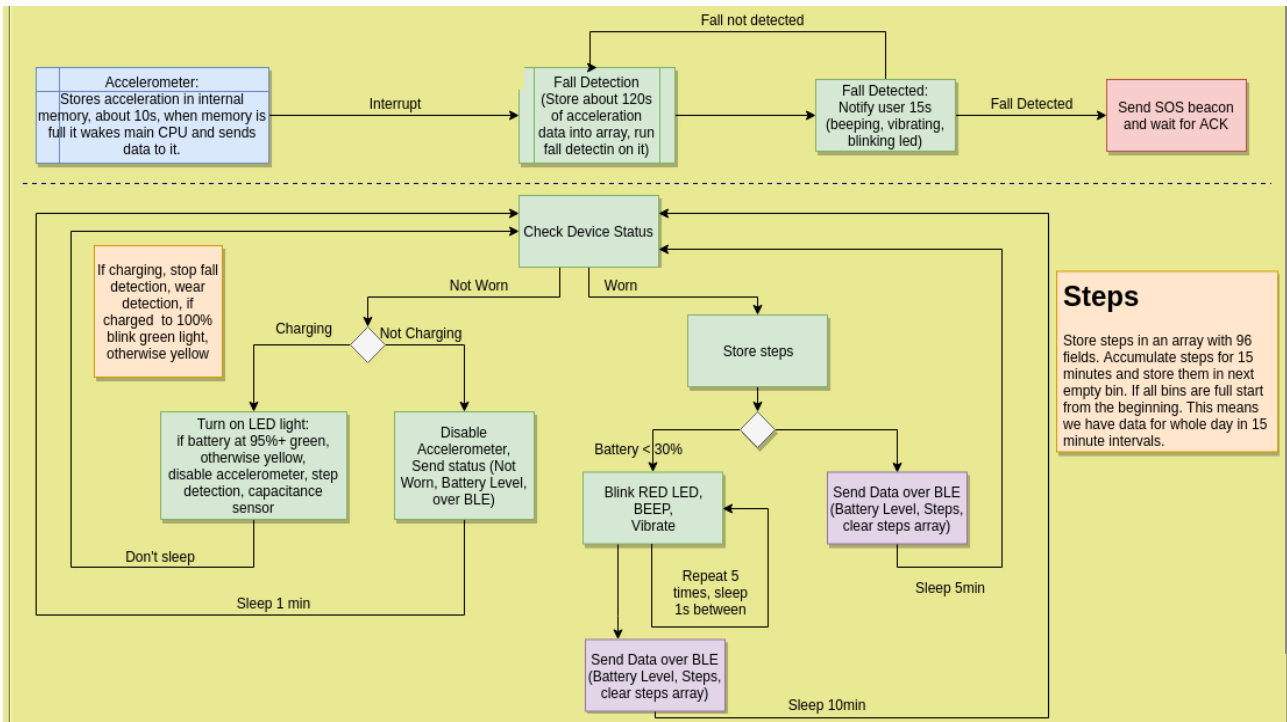 Fall not detected
Accelerometer:
Stores acceleration in internal
memory, about 10s, when memory is
full it wakes main CPU and sends
data to it.
Interrupt
Fall Detection
(Store about 120s
of acceleration
data into array, run
fall detectin on it)
Fall Detected:
Notify user 15s
(beeping, vibrating,
blinking led)
Fall Detected
Send SOS beacon
and wait for ACK
Check Device Status
If charging, stop fall
detection, wear
detection, if
charged to 100%
blink green light,
otherwise yellow
Not Worn
Worn
Charging
Not Charging
Store steps
Steps
Store steps in an array with 96
fields. Accumulate steps for 15
minutes and store them in next
empty bin. If all bins are full start
from the beginning. This means
we have data for whole day in 15
minute intervals.
Turn on LED light:
if battery at 95%+ green,
otherwise yellow,
disable accelerometer, step
detection, capacitance
sensor
Disable
Accelerometer,
Send status (Not
Worn, Battery Level,
over BLE)
Battery < 30%
Blink RED LED,
BEEP,
Vibrate
Send Data over BLE
(Battery Level, Steps,
clear steps array)
Don't sleep
Sleep 1 min
Repeat 5
times, sleep
1s between
Sleep 5min
Send Data over BLE
(Battery Level, Steps,
clear steps array)
Sleep 10min